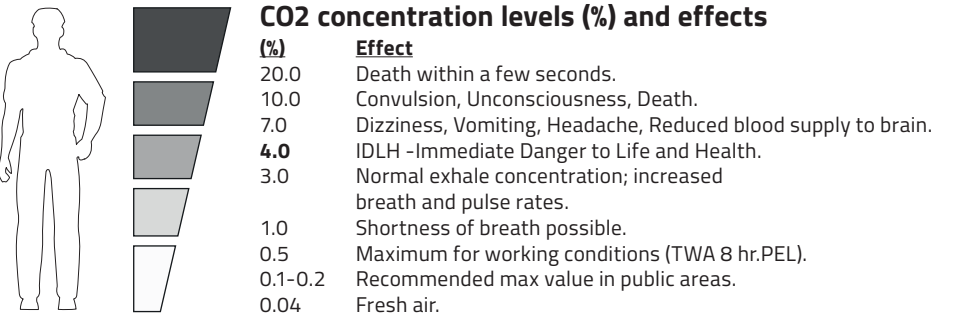 CO2 concentration levels (%) and effects
(%) Effect
20.0 Death within a few seconds.
10.0 Convulsion, Unconsciousness, Death.
7.0 Dizziness, Vomiting, Headache, Reduced blood supply to brain.
4.0 IDLH -Immediate Danger to Life and Health.
3.0 Normal exhale concentration; increased
breath and pulse rates.
1.0 Shortness of breath possible.
0.5 Maximum for working conditions (TWA 8 hr.PEL).
0.1-0.2 Recommended max value in public areas.
0.04 Fresh air.